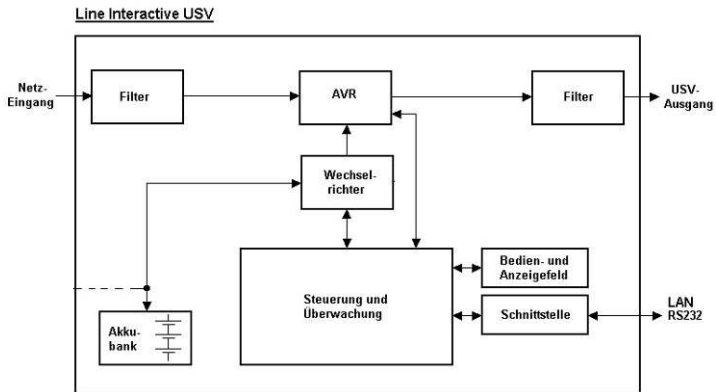 Line Interactive USV
Netz-
Eingang
Filter
AVR
Filter
USV-
Ausgang
Wechsel-
richter
Steuerung und
Überwachung
Bedien- und
Anzeigefeld
Schnittstelle
LAN
RS232
Akku-
bank